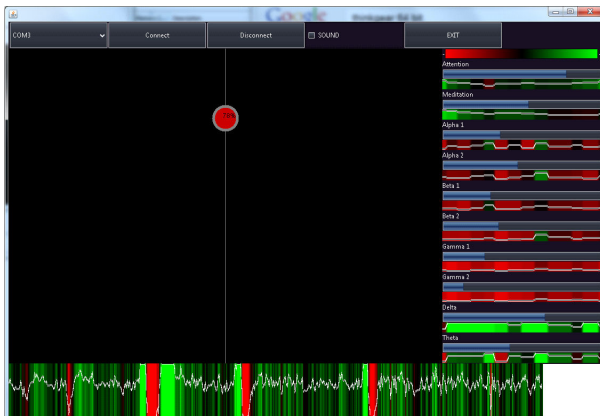 Google
COM3 Connect Disconnect SOUND EXIT
Attention
Meditation
Alpha 1
Alpha 2
Beta 1
Beta 2
Gamma 1
Gamma 2
Delta
Theta